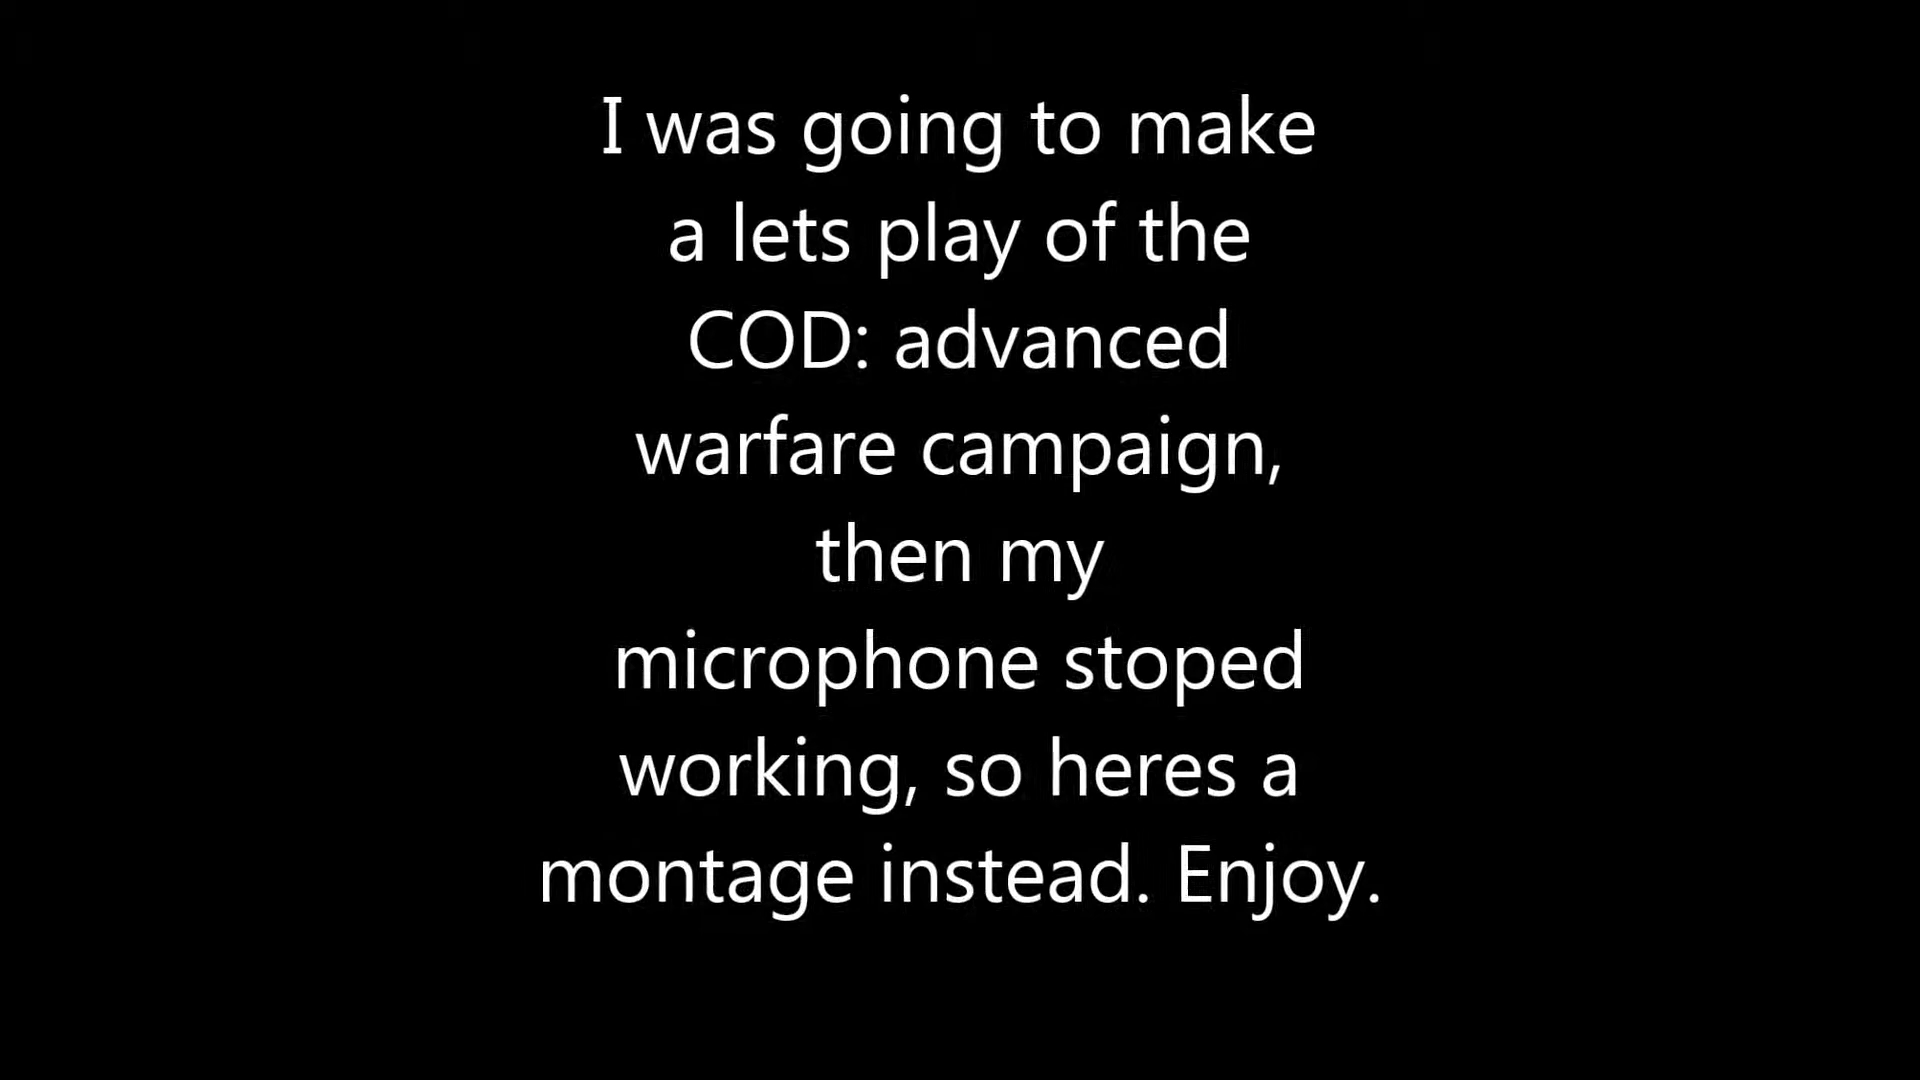 I was going to make
a lets play of the
COD: advanced
warfare campaign,
then my
microphone stoped
working, so heres a
montage instead. Enjoy.